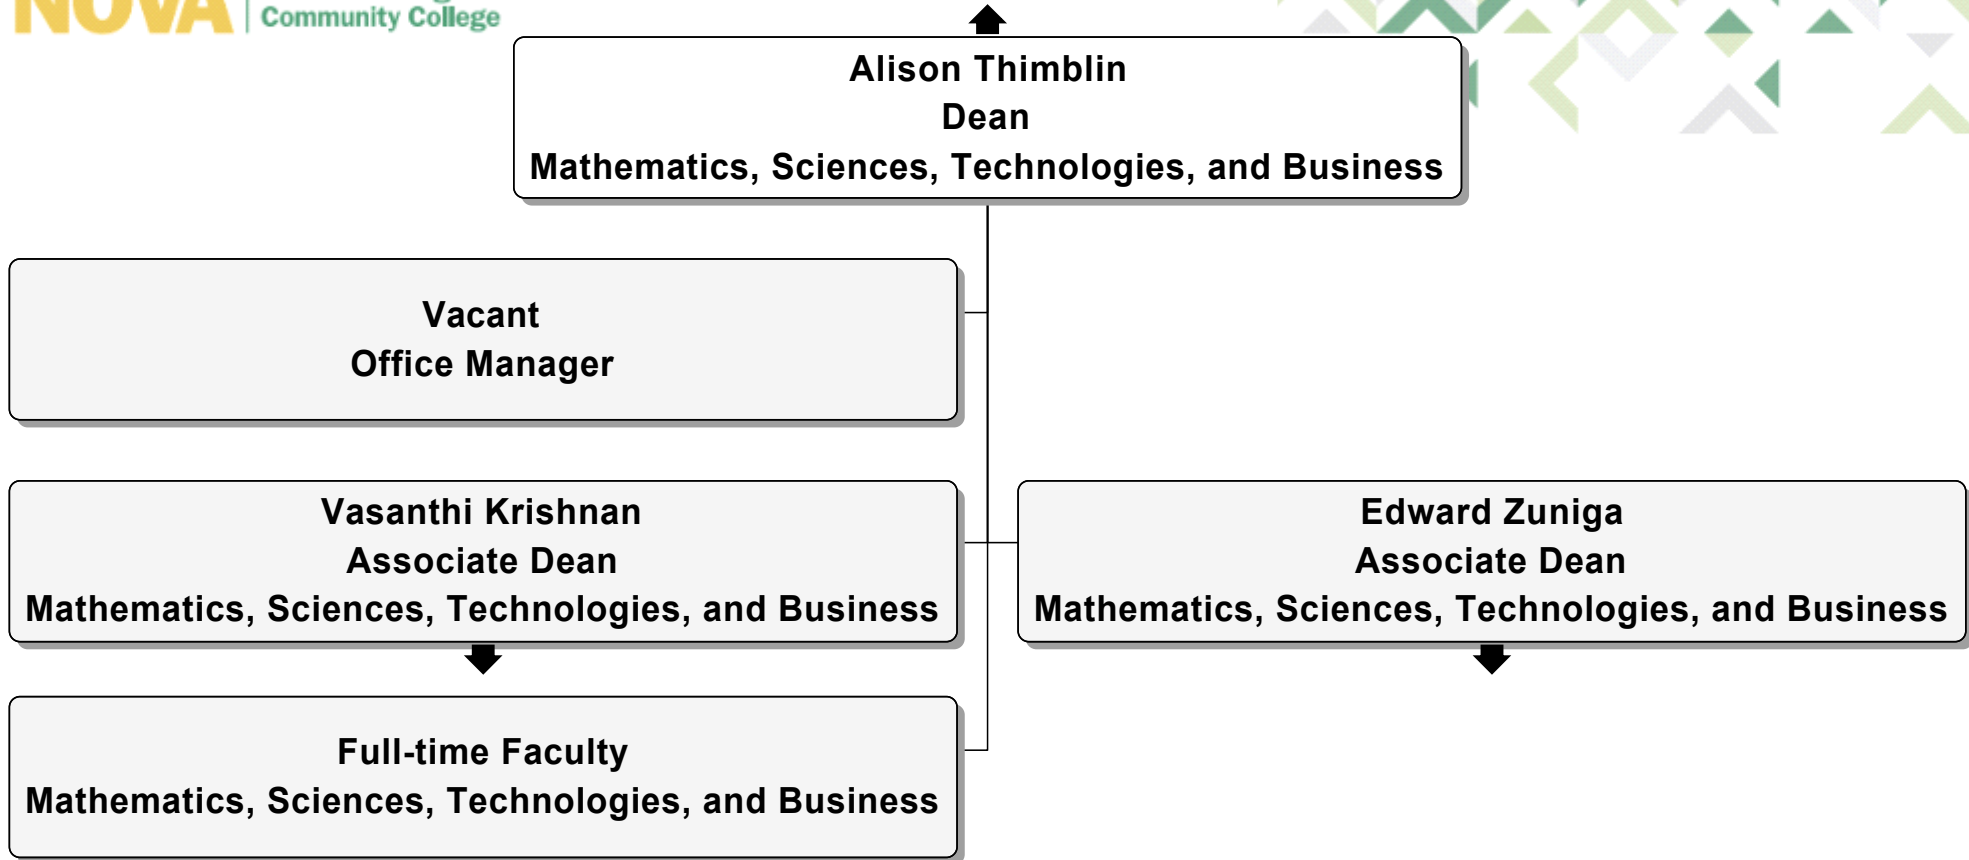 NOVA
Community College
Alison Thimblin
Dean
Mathematics, Sciences, Technologies, and Business
Vacant
Office Manager
Vasanthi Krishnan
Associate Dean
Mathematics, Sciences, Technologies, and Business
Edward Zuniga
Associate Dean
Mathematics, Sciences, Technologies, and Business
Full-time Faculty
Mathematics, Sciences, Technologies, and Business